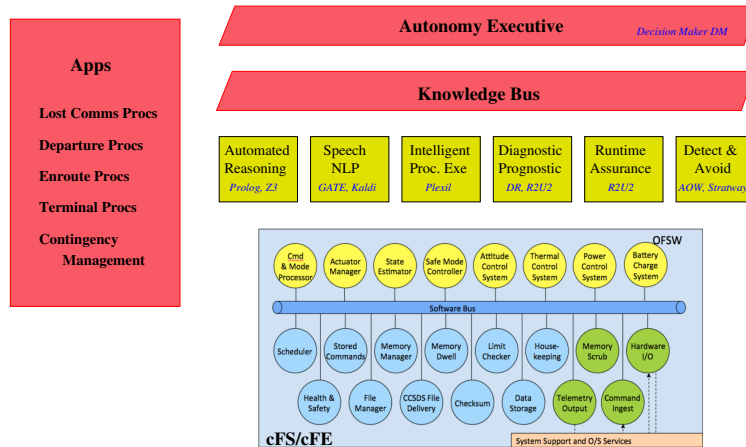 Apps
Lost Comms Procs
Departure Procs
Enroute Procs
Terminal Procs
Contingency
Management
Autonomy Executive
Decision Maker DM
Knowledge Bus
Automated
Reasoning
Prolog, Z3
Speech
NLP
GATE, Kaldi
Intelligent
Proc. Exe
Plexil
Diagnostic
Prognostic
DR, R2U2
Runtime
Assurance
R2U2
Detect &
Avoid
AOW, Stratway
OFSW
Cmd
& Mode
Processor
Actuator
Manager
State
Estimator
Safe Mode
Controller
Attitude
Control
System
Thermal
Control
System
Power
Control
System
Battery
Charge
System
Software Bus
Scheduler
Stored
Commands
Memory
Manager
Memory
Dwell
Limit
Checker
House-
keeping
Memory
Scrub
Hardware
I/O
Health &
Safety
File
Manager
CCSDS File
Delivery
Checksum
Data
Storage
Telemetry
Output
Command
Ingest
cFS/cFE
System Support and O/S Services